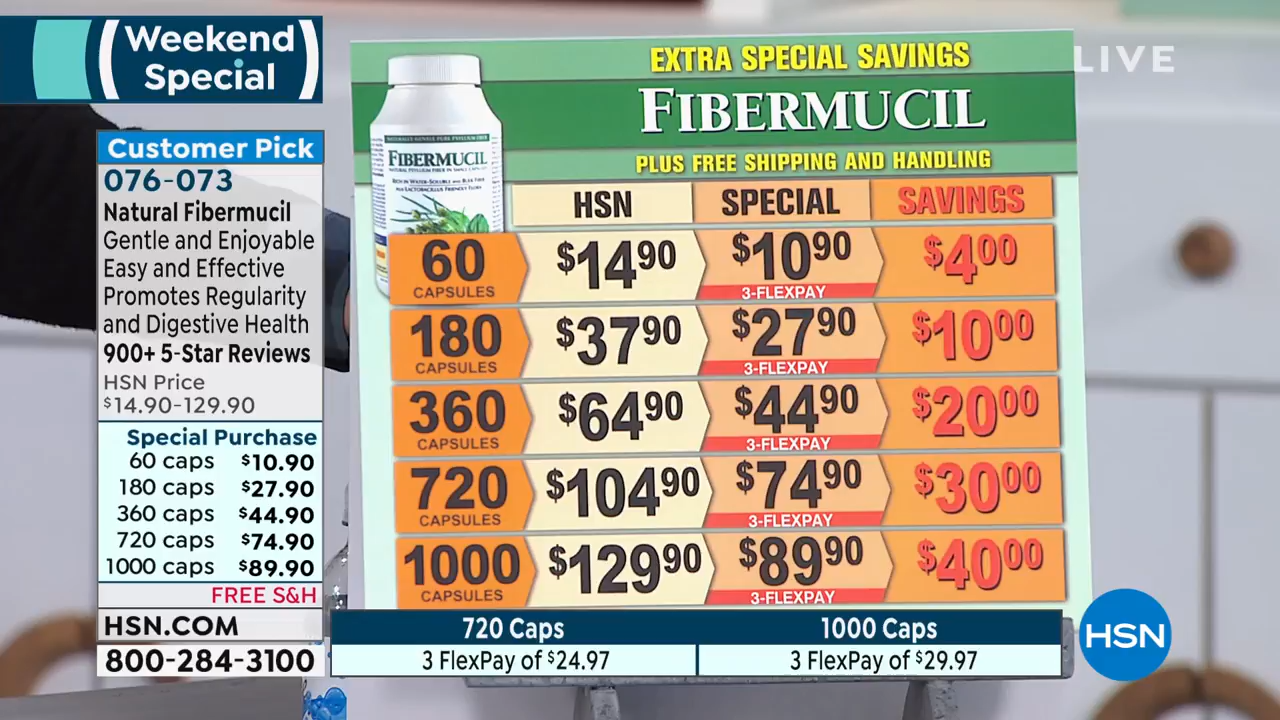 Weekend
Special
LIVE
Customer Pick
076-073
Natural Fibermucil
Gentle and Enjoyable
Easy and Effective
Promotes Regularity
and Digestive Health
900+ 5-Star Reviews
HSN Price
$14.90-129.90
Special Purchase
60 caps $10.90
180 caps $27.90
360 caps $44.90
720 caps $74.90
1000 caps $89.90
FREE S&H
HSN.COM
800-284-3100
EXTRA SPECIAL SAVINGS
FIBERMUCIL
PLUS FREE SHIPPING AND HANDLING
FIBERMUCIL
HSN SPECIAL SAVINGS
60 CAPSULES $14.90 $10.90 3-FLEXPAY $4.00
180 CAPSULES $37.90 $27.90 3-FLEXPAY $10.00
360 CAPSULES $64.90 $44.90 3-FLEXPAY $20.00
720 CAPSULES $104.90 $74.90 3-FLEXPAY $30.00
1000 CAPSULES $129.90 $89.90 3-FLEXPAY $40.00
720 Caps 1000 Caps
3 FlexPay of $24.97 3 FlexPay of $29.97
HSN